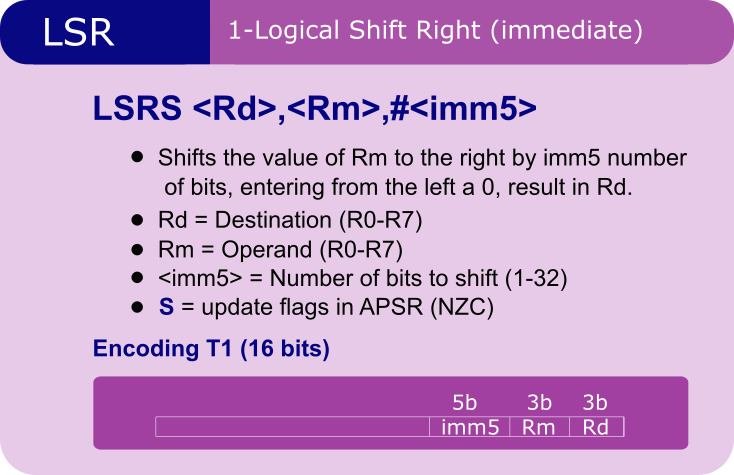 LSR
1-Logical Shift Right (immediate)
LSRS <Rd>,<Rm>,#<imm5>
● Shifts the value of Rm to the right by imm5 number
of bits, entering from the left a 0, result in Rd.
● Rd = Destination (R0-R7)
● Rm = Operand (R0-R7)
● <imm5> = Number of bits to shift (1-32)
● S = update flags in APSR (NZC)
Encoding T1 (16 bits)
5b 3b 3b
imm5 Rm Rd